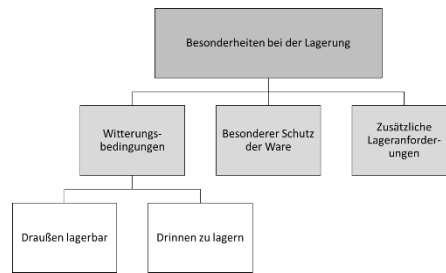 Besonderheiten bei der Lagerung
Witterungs-
bedingungen
Besonderer Schutz
der Ware
Zusätzliche
Lageranforder-
ungen
Draußen lagerbar
Drinnen zu lagern